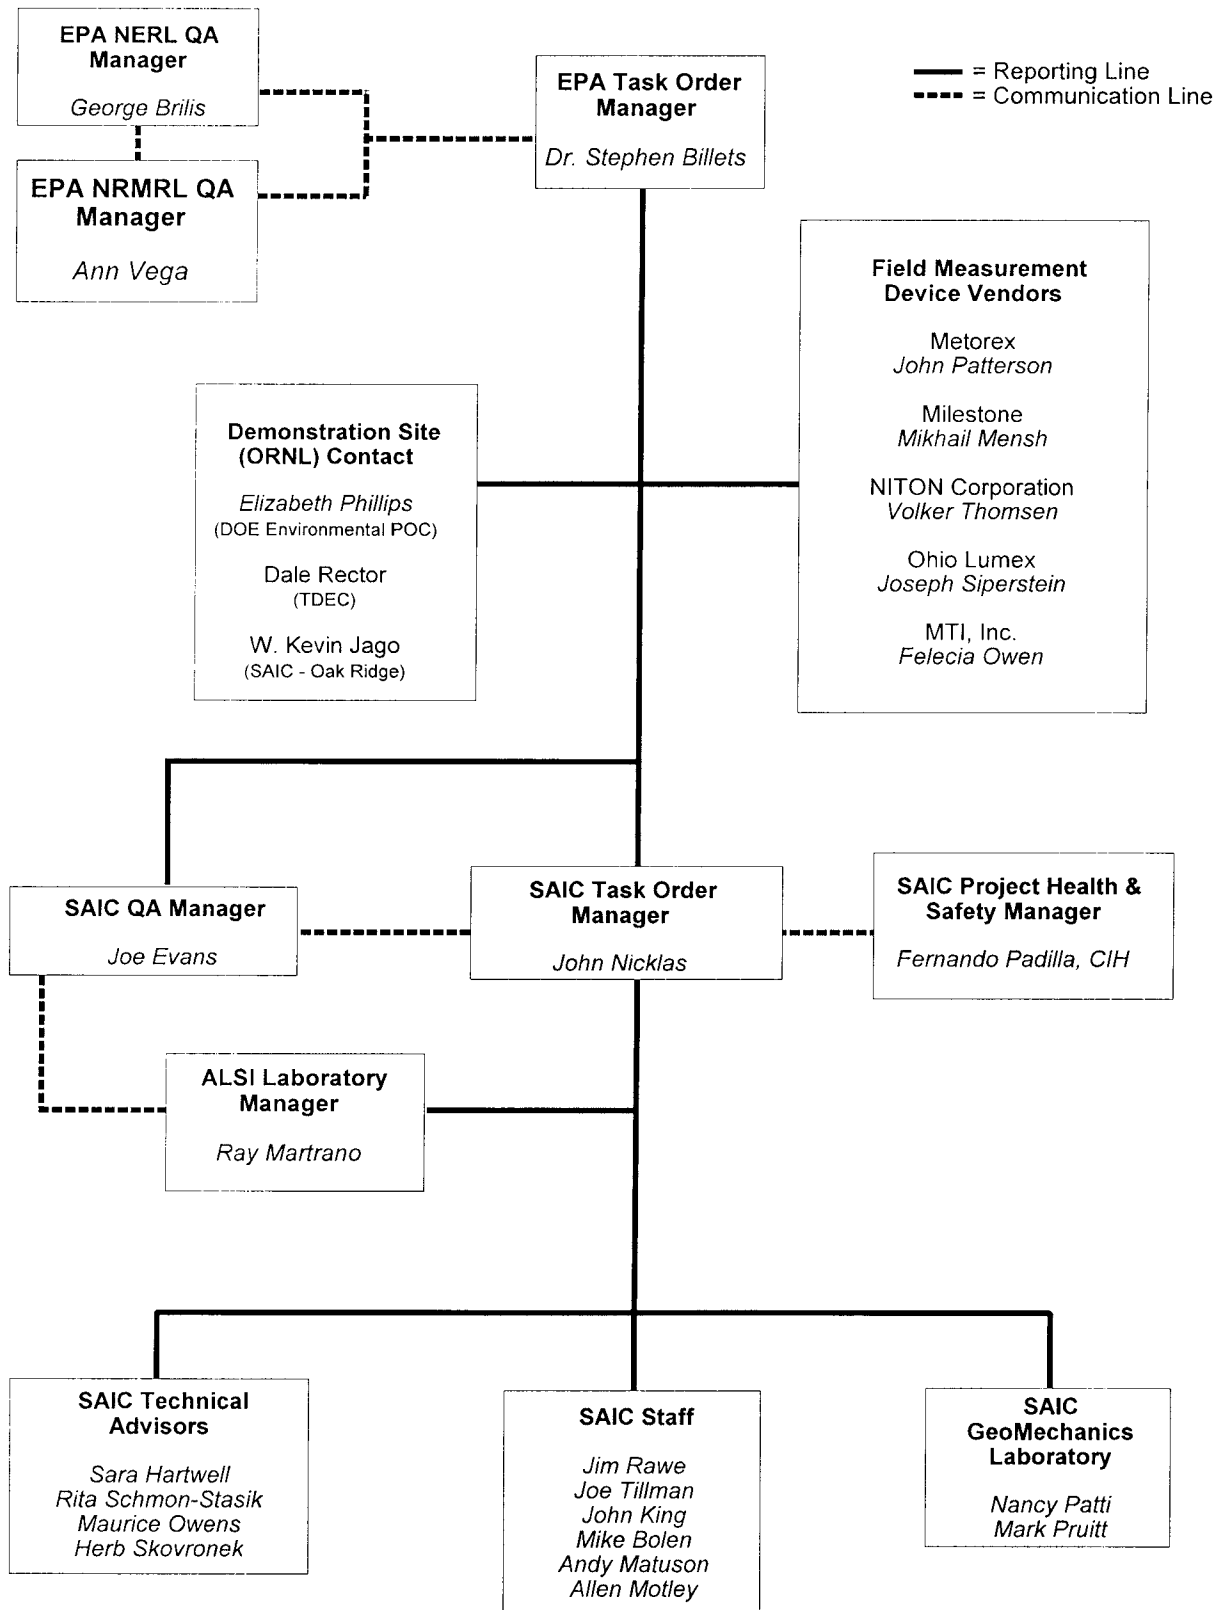 EPA NERL QA
Manager
George Brilis
EPA NRMRL QA
Manager
Ann Vega
EPA Task Order
Manager
Dr. Stephen Billets
= Reporting Line
= Communication Line
Field Measurement
Device Vendors
Metorex
John Patterson
Milestone
Mikhail Mensh
NITON Corporation
Volker Thomsen
Ohio Lumex
Joseph Siperstein
MTI, Inc.
Felecia Owen
Demonstration Site
(ORNL) Contact
Elizabeth Phillips
(DOE Environmental POC)
Dale Rector
(TDEC)
W. Kevin Jago
(SAIC - Oak Ridge)
SAIC QA Manager
Joe Evans
SAIC Task Order
Manager
John Nicklas
SAIC Project Health &
Safety Manager
Fernando Padilla, CIH
ALSI Laboratory
Manager
Ray Martrano
SAIC Technical
Advisors
Sara Hartwell
Rita Schmon-Stasik
Maurice Owens
Herb Skovronek
SAIC Staff
Jim Rawe
Joe Tillman
John King
Mike Bolen
Andy Matuson
Allen Motley
SAIC
GeoMechanics
Laboratory
Nancy Patti
Mark Pruitt